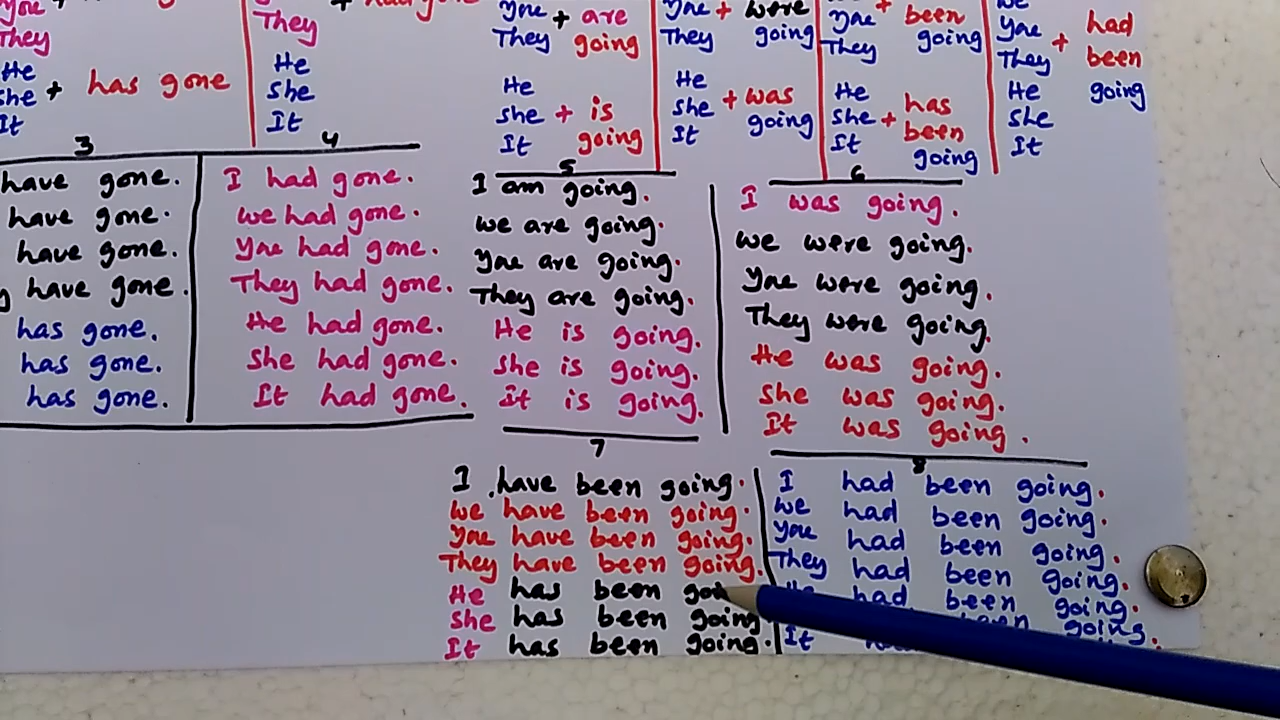 You + had gone
They
They
He
She + has gone
It
He
She
It
You + are
They going
He
She + is
It going
You + were
They going
He
She + was
It going
You + been
They going
He
She + has
It been
going
We
You + had
They been
He going
She
It
3
have gone.
have gone.
have gone.
have gone.
has gone.
has gone.
has gone.
4
I had gone.
We had gone.
You had gone.
They had gone.
He had gone.
She had gone.
It had gone.
5
I am going.
We are going.
You are going.
They are going.
He is going.
She is going.
It is going.
6
I was going.
We were going.
You were going.
They were going.
He was going.
She was going.
It was going.
7
I have been going.
We have been going.
You have been going.
They have been going.
He has been
She has been going
It has been going.
8
I had been going.
We had been going.
You had been going.
They had been going.
had been going.
going.
It